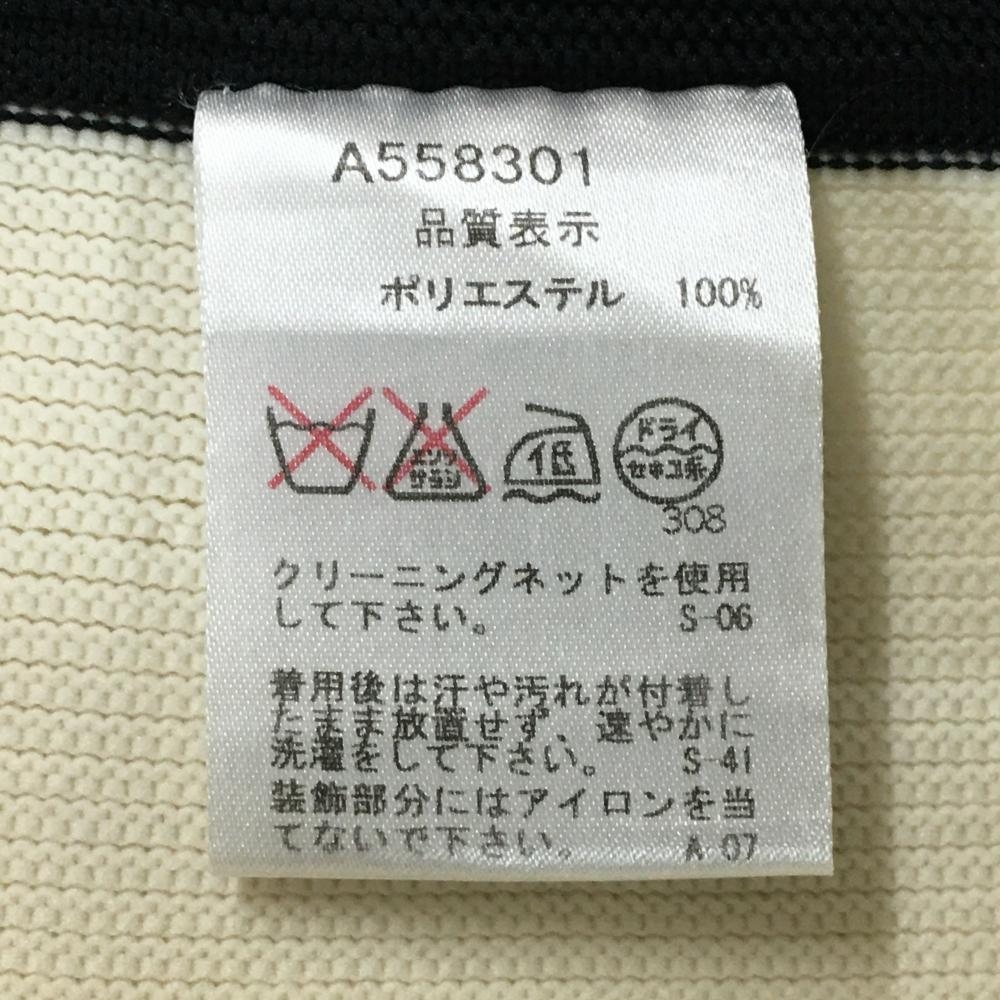 A558301
品質表示
ポリエステル 100%
エンソ
サラシ
低
ドライ
セキユ系
308
クリーニングネットを使用
して下さい。 S-06
着用後は汗や汚れが付着し
たまま放置せず、速やかに
洗濯をして下さい。 S-41
装飾部分にはアイロンを当
てないで下さい。 A-07